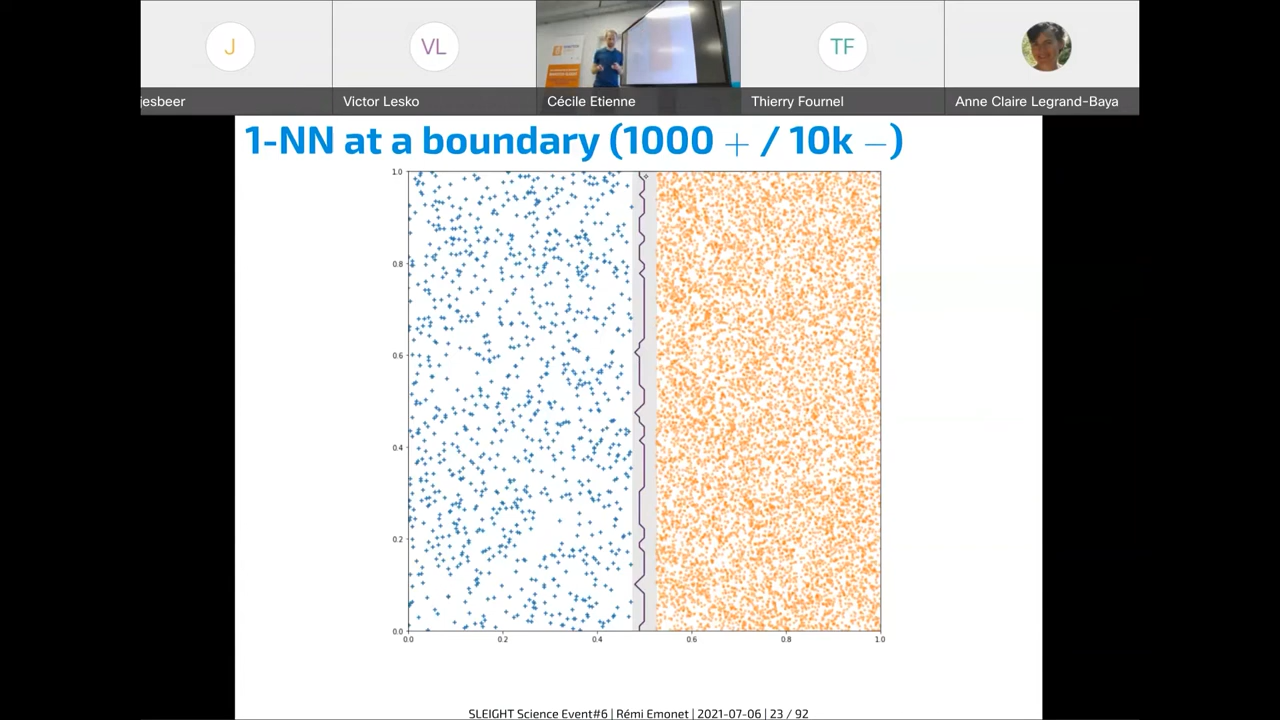 J
VL
TF
jesbeer
Victor Lesko
Cécile Etienne
Thierry Fournel
Anne Claire Legrand-Baya
1-NN at a boundary (1000 + / 10k −)
1.0
0.8
0.6
0.4
0.2
0.0
0.0 0.2 0.4 0.6 0.8 1.0
SLEIGHT Science Event#6 | Rémi Emonet | 2021-07-06 | 23 / 92